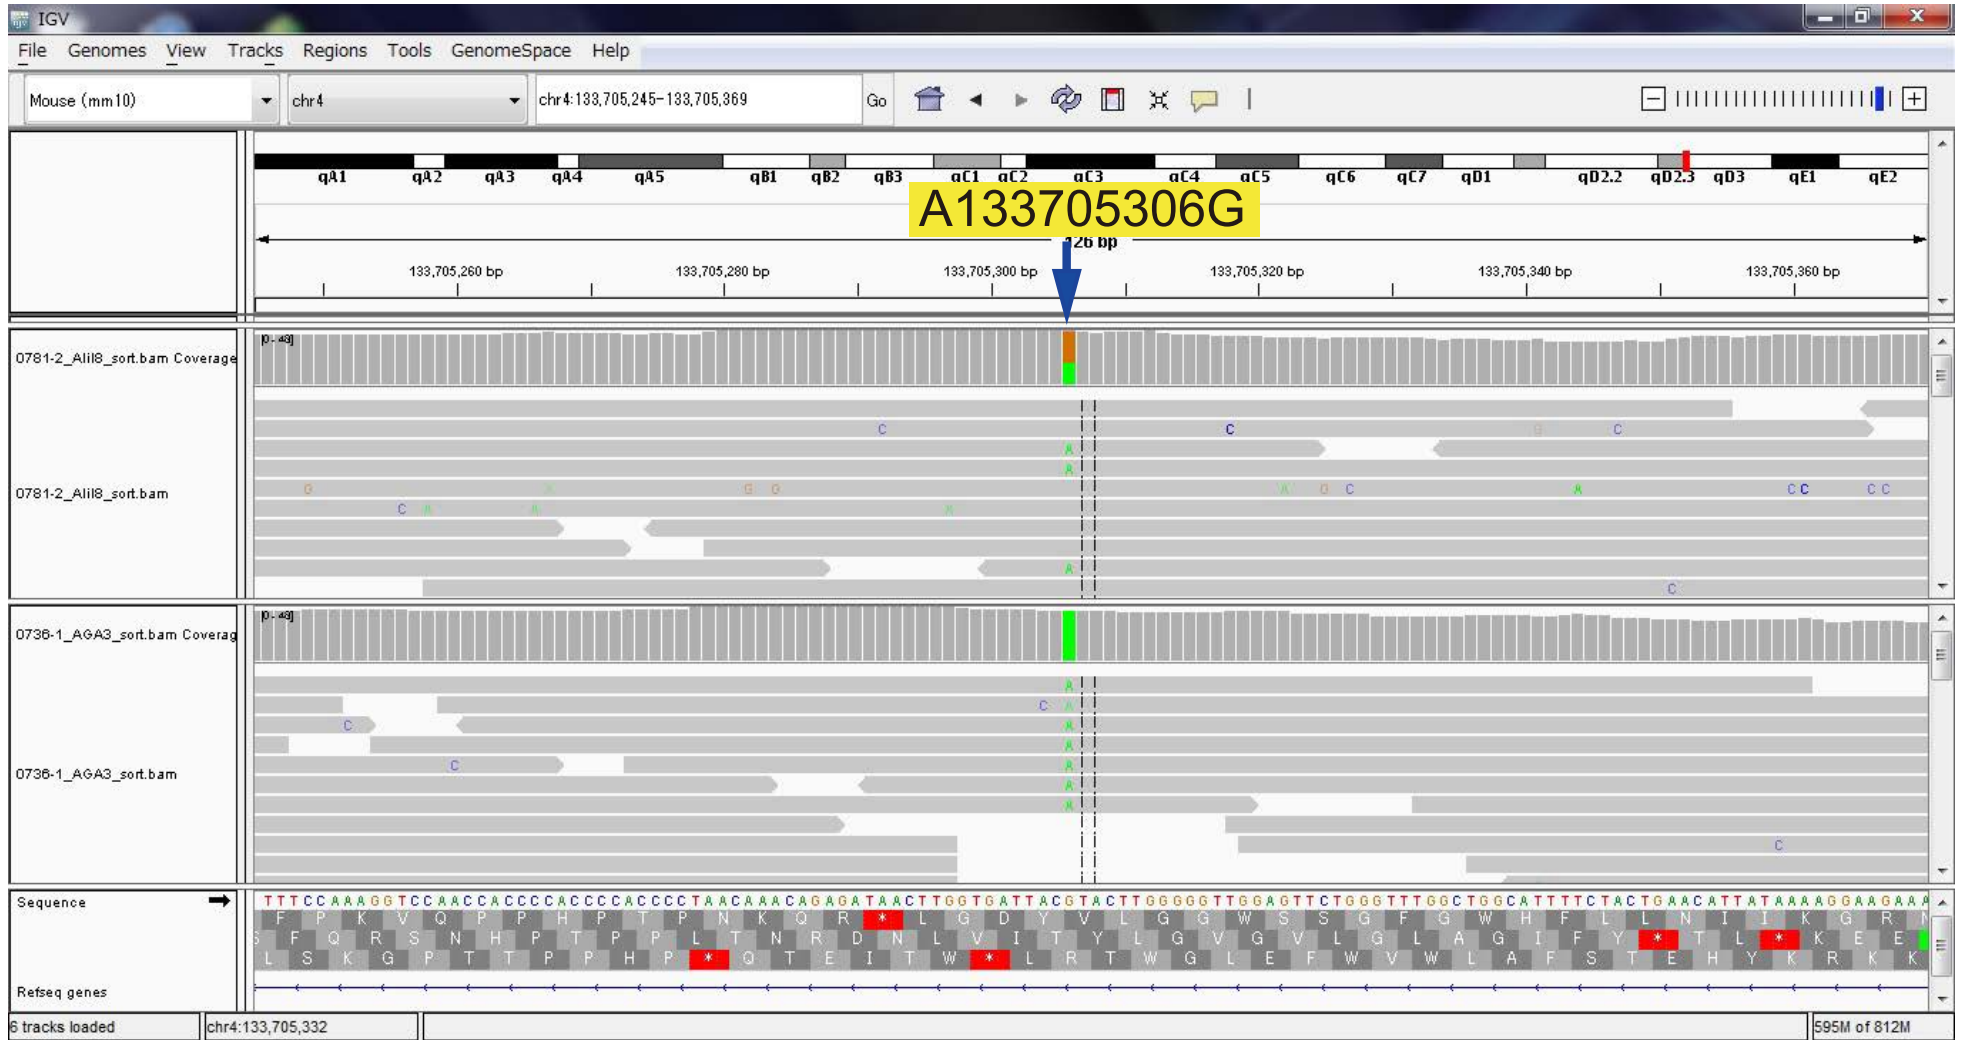 IGV
File Genomes View Tracks Regions Tools GenomeSpace Help
Mouse (mm10) chr4 chr4:133,705,245-133,705,369 Go
qA1 qA2 qA3 qA4 qA5 qB1 qB2 qB3 qC1 qC2 qC3 qC4 qC5 qC6 qC7 qD1 qD2.2 qD2.3 qD3 qE1 qE2
A133705306G
126 bp
133,705,260 bp 133,705,280 bp 133,705,300 bp 133,705,320 bp 133,705,340 bp 133,705,360 bp
[0-48]
0781-2_Alil8_sort.bam Coverage
C C G C
A
A
0781-2_Alil8_sort.bam
G A G G A G C A C C C C
C A A A
A
C
[0-48]
0736-1_AGA3_sort.bam Coverag
A
C A
C A
A
0736-1_AGA3_sort.bam
C A
A
A
C
Sequence
TTTCCAAAGGTCCAACCACCCCACCCCACCCCTAACAAACAGAGATAACTTGGTGATTACGTACTTGGGGGTTGGAGTTCTGGGTTTGGCTGGCATTTTCTACTGAACATTATAAAAGGAAGAAA
F P K V Q P P H P T P N K Q R * L G D Y V L G G W S S G F G W H F L L N I I K G R N
S F Q R S N H P T P P L T N R D N L V I T Y L G V G V L G L A G I F Y * T L * K E E
L S K G P T T P P H P * Q T E I T W * L R T W G L E F W V W L A F S T E H Y K R K K
Refseq genes
6 tracks loaded chr4:133,705,332 595M of 812M